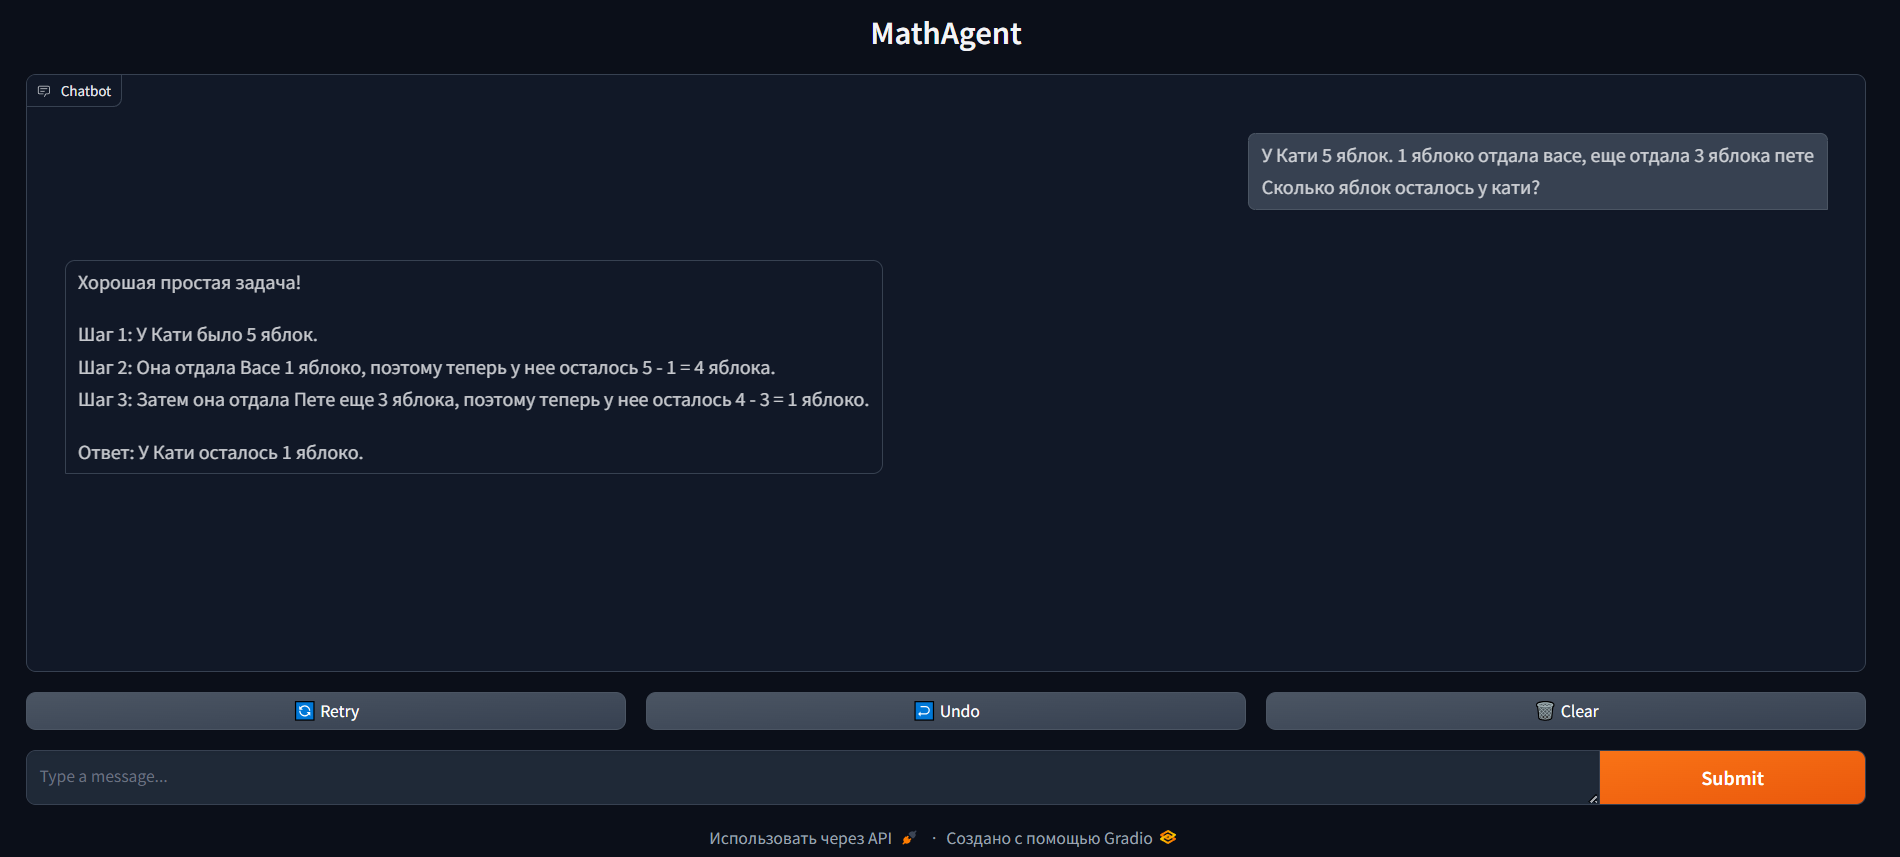 MathAgent
Chatbot
У Кати 5 яблок. 1 яблоко отдала васе, еще отдала 3 яблока пете
Сколько яблок осталось у кати?
Хорошая простая задача!
Шаг 1: У Кати было 5 яблок.
Шаг 2: Она отдала Васе 1 яблоко, поэтому теперь у нее осталось 5 - 1 = 4 яблока.
Шаг 3: Затем она отдала Пете еще 3 яблока, поэтому теперь у нее осталось 4 - 3 = 1 яблоко.
Ответ: У Кати осталось 1 яблоко.
Retry
Undo
Clear
Type a message...
Submit
Использовать через API · Создано с помощью Gradio